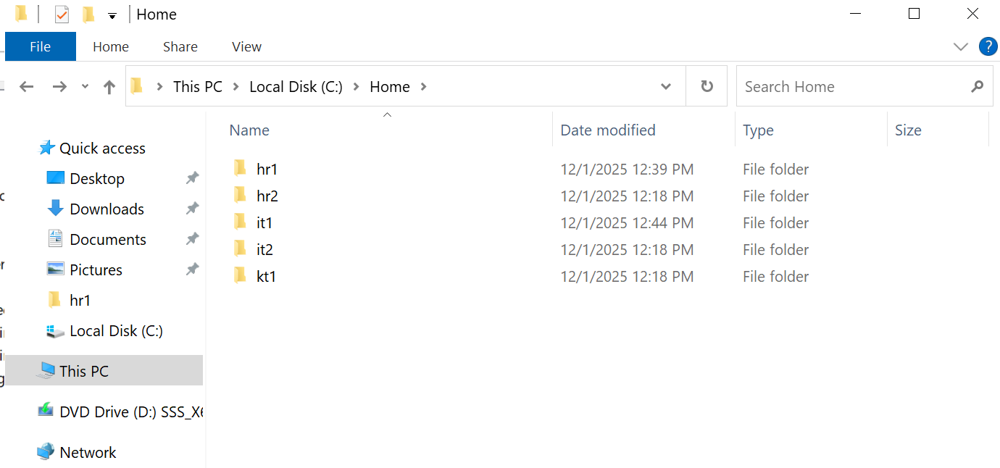 Home
File Home Share View ?
This PC Local Disk (C:) Home
Search Home
Name Date modified Type Size
hr1 12/1/2025 12:39 PM File folder
hr2 12/1/2025 12:18 PM File folder
it1 12/1/2025 12:44 PM File folder
it2 12/1/2025 12:18 PM File folder
kt1 12/1/2025 12:18 PM File folder
Quick access
Desktop
Downloads
Documents
Pictures
hr1
Local Disk (C:)
This PC
DVD Drive (D:) SSS_X6
Network